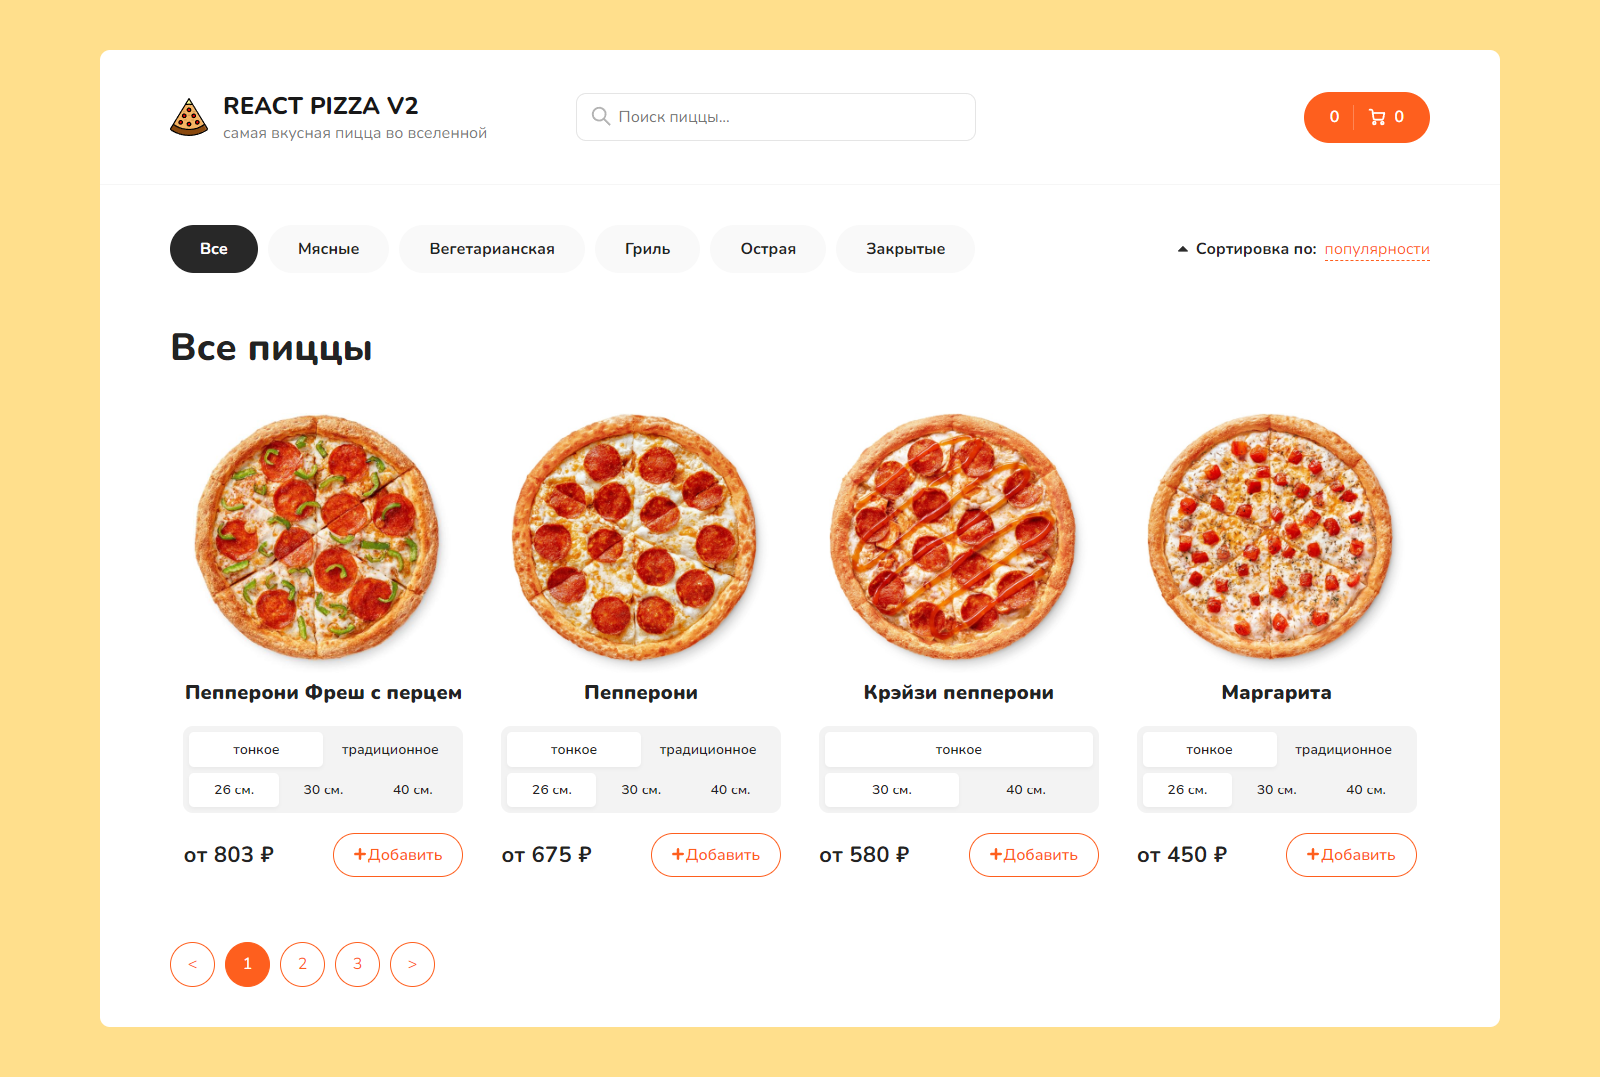 REACT PIZZA V2
самая вкусная пицца во вселенной
Поиск пиццы...
0 0
Все Мясные Вегетарианская Гриль Острая Закрытые
Сортировка по: популярности
Все пиццы
Пепперони Фреш с перцем
тонкое традиционное
26 см. 30 см. 40 см.
от 803 ₽ +Добавить
Пепперони
тонкое традиционное
26 см. 30 см. 40 см.
от 675 ₽ +Добавить
Крэйзи пепперони
тонкое
30 см. 40 см.
от 580 ₽ +Добавить
Маргарита
тонкое традиционное
26 см. 30 см. 40 см.
от 450 ₽ +Добавить
< 1 2 3 >